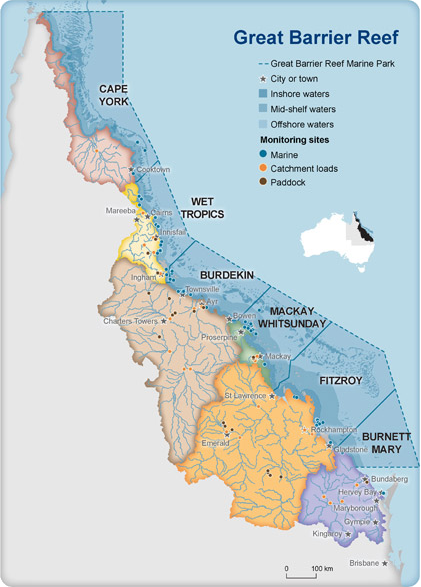 Great Barrier Reef
Great Barrier Reef Marine Park
City or town
Inshore waters
Mid-shelf waters
Offshore waters
Monitoring sites
Marine
Catchment loads
Paddock
CAPE
YORK
Cooktown
WET
TROPICS
Mareeba
Cairns
Innisfail
Ingham
BURDEKIN
Townsville
Ayr
Charters Towers
Bowen
MACKAY
WHITSUNDAY
Proserpine
Mackay
FITZROY
St Lawrence
Rockhampton
Emerald
Gladstone
BURNETT
MARY
Bundaberg
Hervey Bay
Maryborough
Gympie
Kingaroy
Brisbane
0 100 km